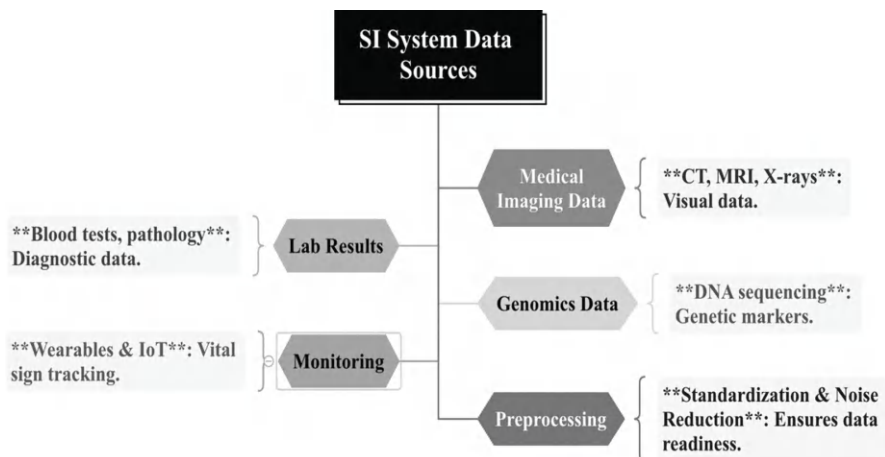 SI System Data
Sources
Medical
Imaging Data
**CT, MRI, X-rays**:
Visual data.
**Blood tests, pathology**:
Diagnostic data.
Lab Results
Genomics Data
**DNA sequencing**:
Genetic markers.
**Wearables & IoT**: Vital
sign tracking.
Monitoring
Preprocessing
**Standardization & Noise
Reduction**: Ensures data
readiness.